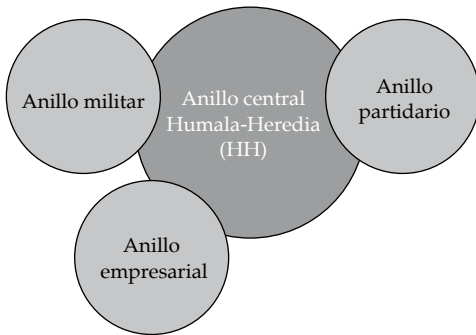 Anillo militar
Anillo central
Humala-Heredia
(HH)
Anillo
partidario
Anillo
empresarial